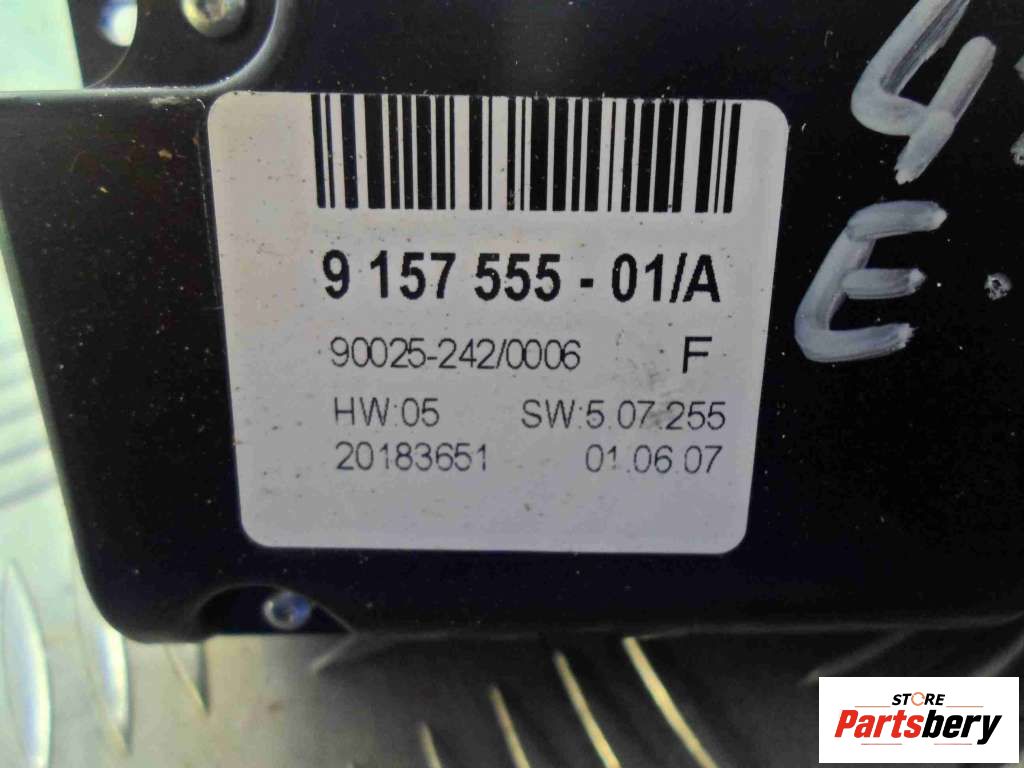 4
E.
9 157 555 - 01/A
90025-242/0006 F
HW:05 SW:5.07.255
20183651 01.06.07
STORE
Partsbery